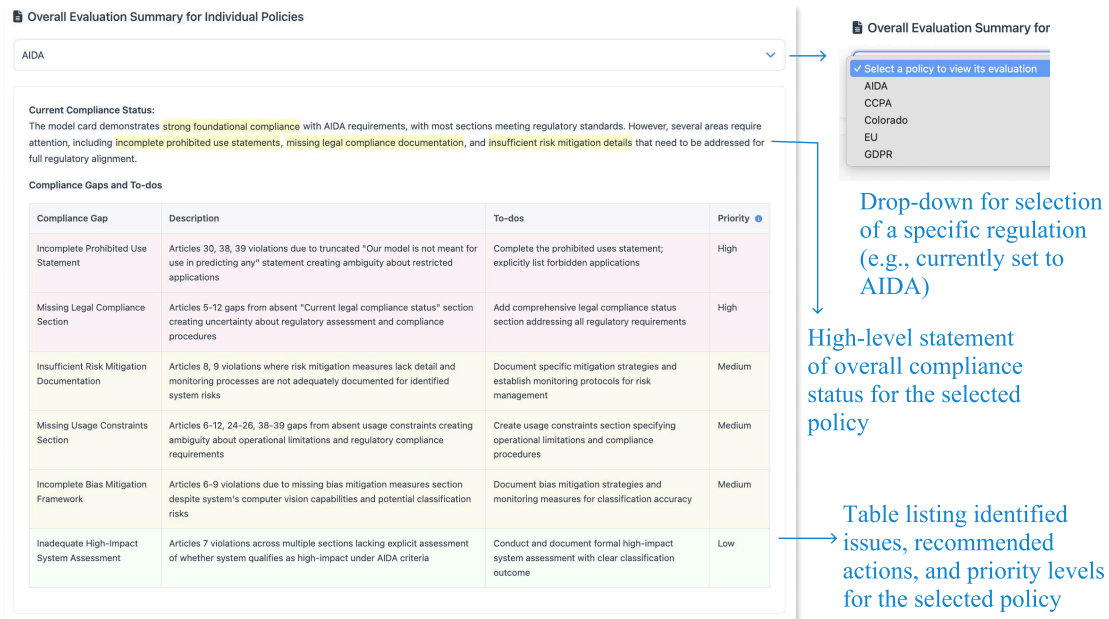 Overall Evaluation Summary for Individual Policies
AIDA
Current Compliance Status:
The model card demonstrates strong foundational compliance with AIDA requirements, with most sections meeting regulatory standards. However, several areas require
attention, including incomplete prohibited use statements, missing legal compliance documentation, and insufficient risk mitigation details that need to be addressed for
full regulatory alignment.
Compliance Gaps and To-dos
Compliance Gap
Description
To-dos
Priority
Incomplete Prohibited Use
Statement
Articles 30, 38, 39 violations due to truncated "Our model is not meant for
use in predicting any" statement creating ambiguity about restricted
applications
Complete the prohibited uses statement;
explicitly list forbidden applications
High
Missing Legal Compliance
Section
Articles 5-12 gaps from absent "Current legal compliance status" section
creating uncertainty about regulatory assessment and compliance
procedures
Add comprehensive legal compliance status
section addressing all regulatory requirements
High
Insufficient Risk Mitigation
Documentation
Articles 8, 9 violations where risk mitigation measures lack detail and
monitoring processes are not adequately documented for identified
system risks
Document specific mitigation strategies and
establish monitoring protocols for risk
management
Medium
Missing Usage Constraints
Section
Articles 6-12, 24-26, 38-39 gaps from absent usage constraints creating
ambiguity about operational limitations and regulatory compliance
requirements
Create usage constraints section specifying
operational limitations and compliance
procedures
Medium
Incomplete Bias Mitigation
Framework
Articles 6-9 violations due to missing bias mitigation measures section
despite system's computer vision capabilities and potential classification
risks
Document bias mitigation strategies and
monitoring measures for classification accuracy
Medium
Inadequate High-Impact
System Assessment
Articles 7 violations across multiple sections lacking explicit assessment
of whether system qualifies as high-impact under AIDA criteria
Conduct and document formal high-impact
system assessment with clear classification
outcome
Low
Overall Evaluation Summary for
✓ Select a policy to view its evaluation
AIDA
CCPA
Colorado
EU
GDPR
Drop-down for selection
of a specific regulation
(e.g., currently set to
AIDA)
High-level statement
of overall compliance
status for the selected
policy
Table listing identified
issues, recommended
actions, and priority levels
for the selected policy